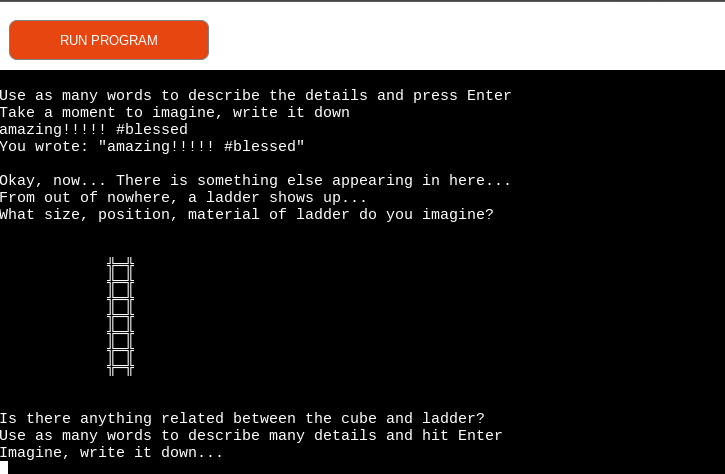 RUN PROGRAM
Use as many words to describe the details and press Enter
Take a moment to imagine, write it down
amazing!!!!! #blessed
You wrote: "amazing!!!!! #blessed"
Okay, now... There is something else appearing in here...
From out of nowhere, a ladder shows up...
What size, position, material of ladder do you imagine?
Is there anything related between the cube and ladder?
Use as many words to describe many details and hit Enter
Imagine, write it down...